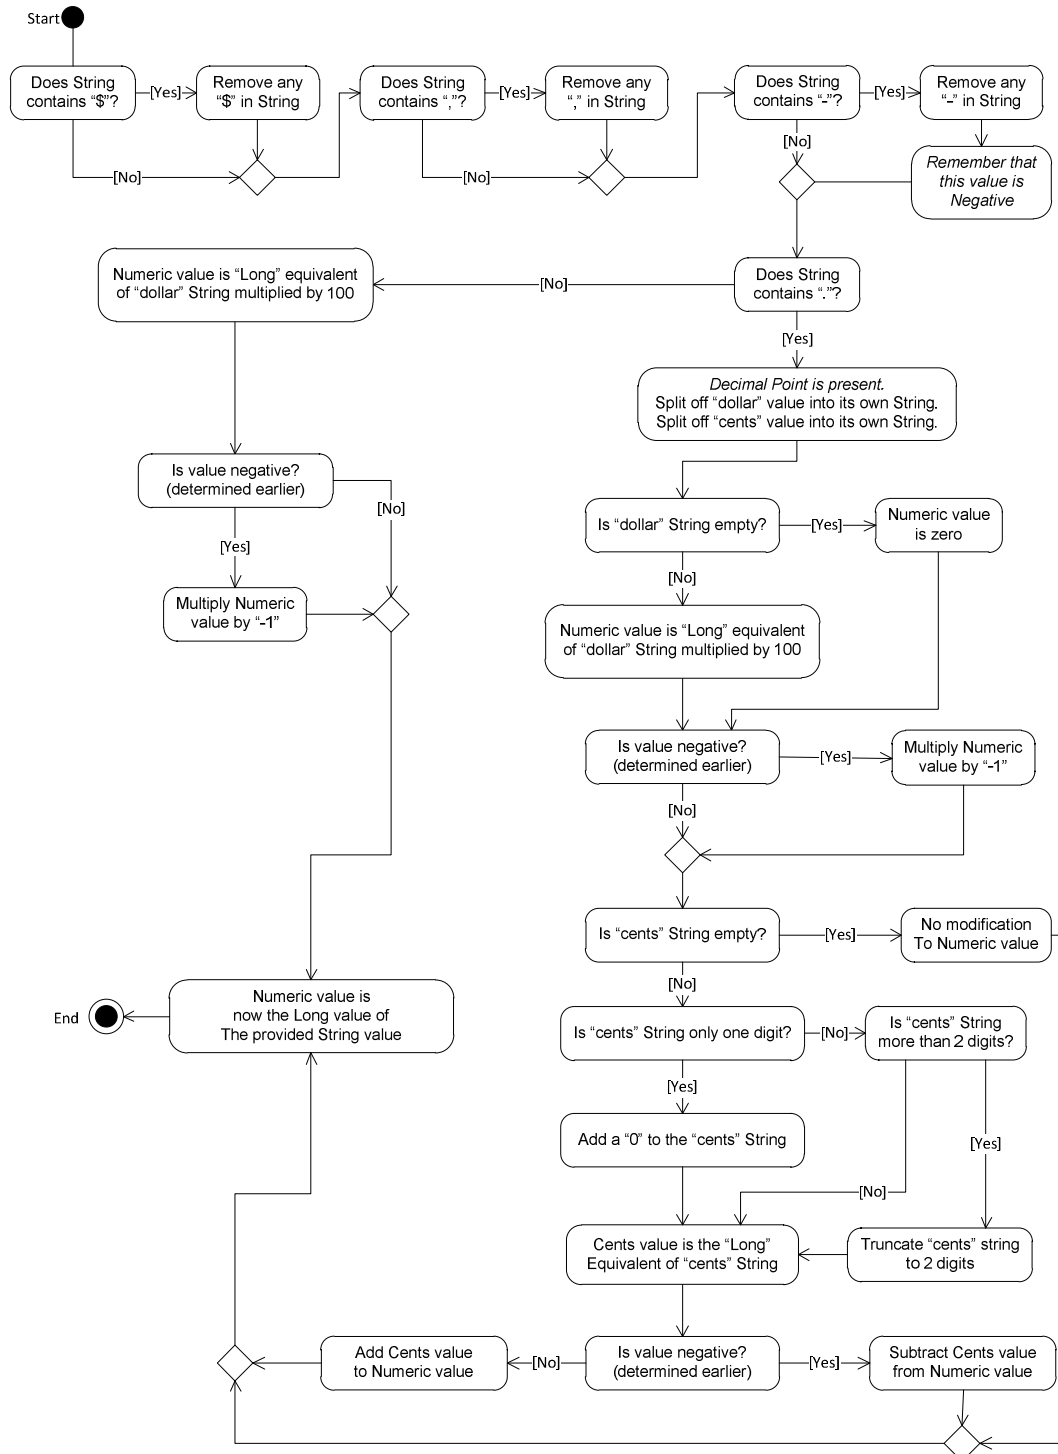 Start
Does String
contains “$”?
[Yes]
Remove any
“$” in String
Does String
contains “,”?
[Yes]
Remove any
“,” in String
Does String
contains “-”?
[Yes]
Remove any
“-” in String
[No]
[No]
[No]
Remember that
this value is
Negative
Numeric value is “Long” equivalent
of “dollar” String multiplied by 100
[No]
Does String
contains “.”?
[Yes]
Decimal Point is present.
Split off “dollar” value into its own String.
Split off “cents” value into its own String.
Is value negative?
(determined earlier)
[No]
[Yes]
Multiply Numeric
value by “-1”
Is “dollar” String empty?
[Yes]
Numeric value
is zero
[No]
Numeric value is “Long” equivalent
of “dollar” String multiplied by 100
Is value negative?
(determined earlier)
[Yes]
Multiply Numeric
value by “-1”
[No]
Is “cents” String empty?
[Yes]
No modification
To Numeric value
[No]
End
Numeric value is
now the Long value of
The provided String value
Is “cents” String only one digit?
[No]
Is “cents” String
more than 2 digits?
[Yes]
Add a “0” to the “cents” String
[Yes]
[No]
Cents value is the “Long”
Equivalent of “cents” String
Truncate “cents” string
to 2 digits
Add Cents value
to Numeric value
[No]
Is value negative?
(determined earlier)
[Yes]
Subtract Cents value
from Numeric value